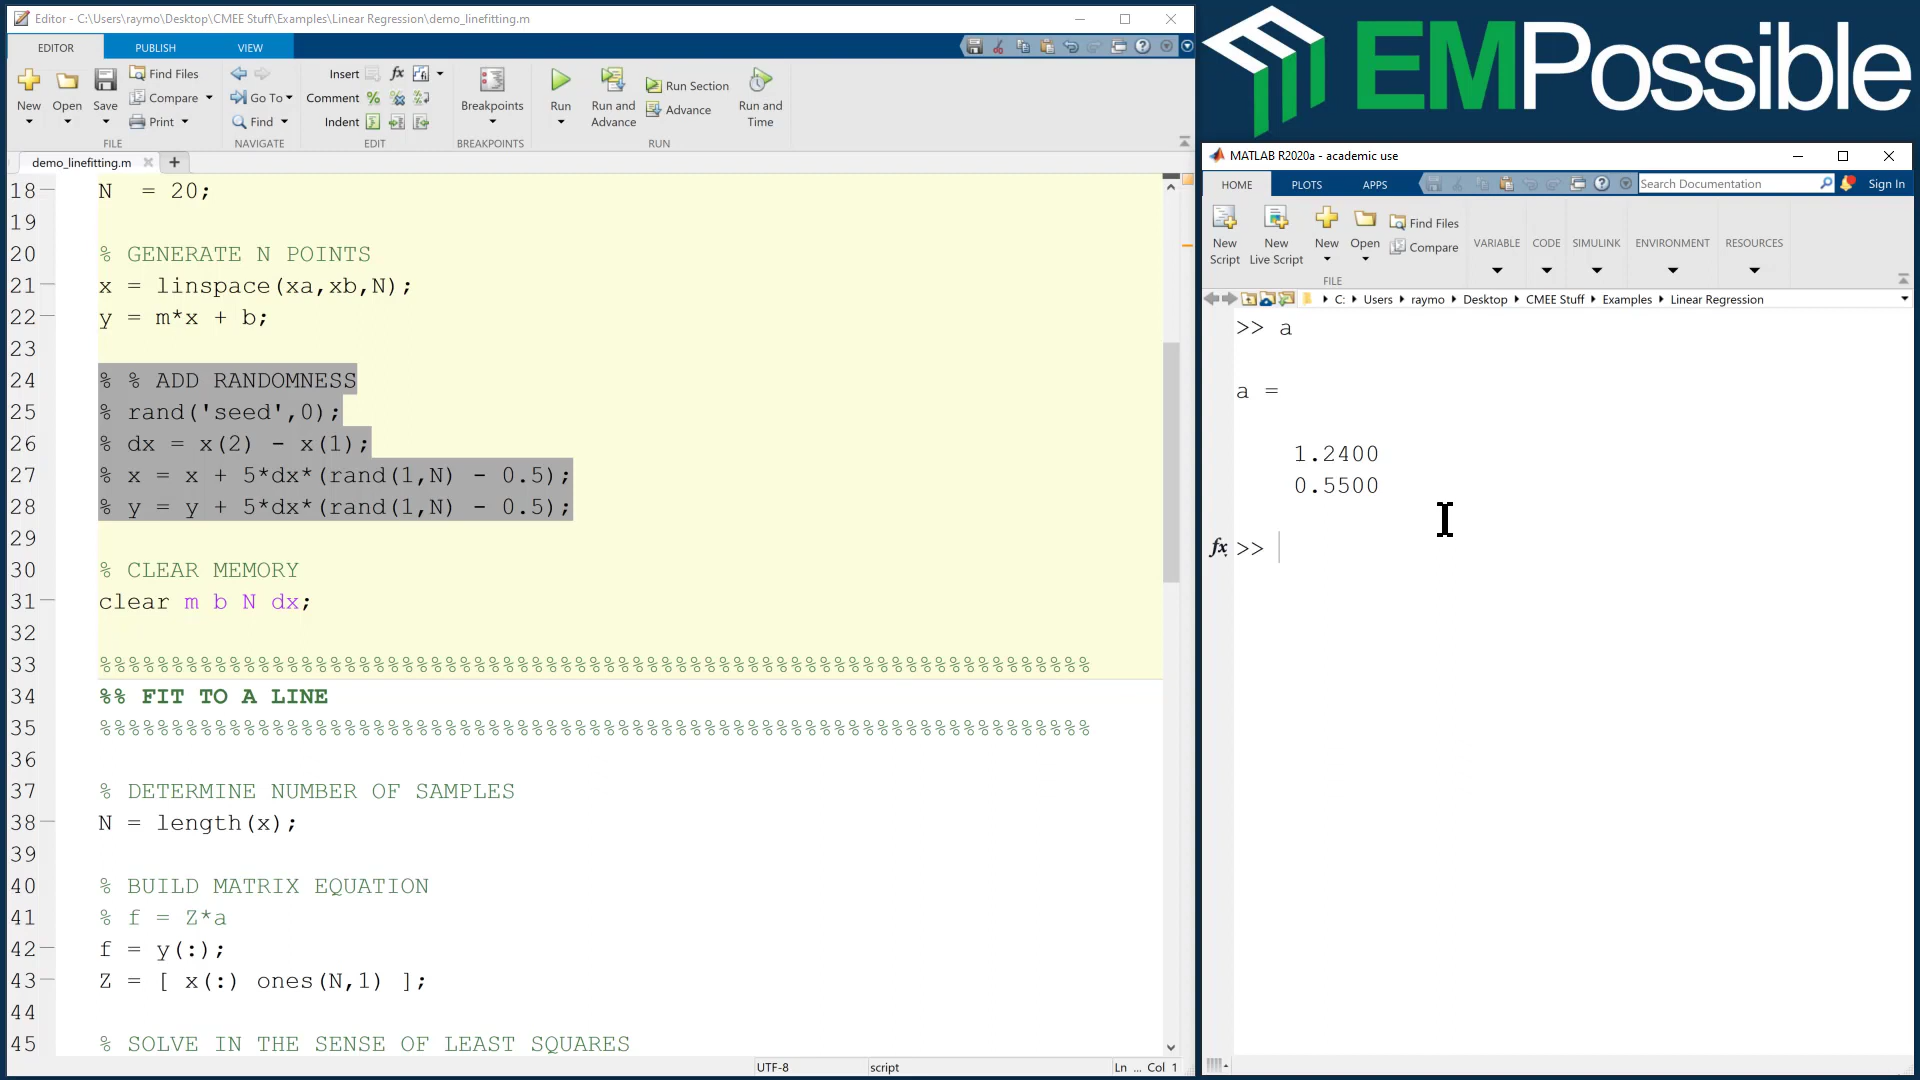 Editor - C:\Users\raymo\Desktop\CMEE Stuff\Examples\Linear Regression\demo_linefitting.m
EDITOR PUBLISH VIEW
New Open Save
Find Files
Compare
Print
FILE
Go To
Find
NAVIGATE
Insert fx
Comment
Indent
EDIT
Breakpoints
BREAKPOINTS
Run
Run and Advance
Run Section
Advance
Run and Time
RUN
demo_linefitting.m
18 N = 20;
19
20 % GENERATE N POINTS
21 x = linspace(xa,xb,N);
22 y = m*x + b;
23
24 % % ADD RANDOMNESS
25 % rand('seed',0);
26 % dx = x(2) - x(1);
27 % x = x + 5*dx*(rand(1,N) - 0.5);
28 % y = y + 5*dx*(rand(1,N) - 0.5);
29
30 % CLEAR MEMORY
31 clear m b N dx;
32
33 %%%%%%%%%%%%%%%%%%%%%%%%%%%%%%%%%%%%%%%%%%%%%%%%%%%%%%%%%%%%%%%%%%%%%
34 %% FIT TO A LINE
35 %%%%%%%%%%%%%%%%%%%%%%%%%%%%%%%%%%%%%%%%%%%%%%%%%%%%%%%%%%%%%%%%%%%%%
36
37 % DETERMINE NUMBER OF SAMPLES
38 N = length(x);
39
40 % BUILD MATRIX EQUATION
41 % f = Z*a
42 f = y(:);
43 Z = [ x(:) ones(N,1) ];
44
45 % SOLVE IN THE SENSE OF LEAST SQUARES
UTF-8 script Ln ... Col 1
EMPossible
MATLAB R2020a - academic use
HOME PLOTS APPS
Search Documentation
Sign In
New Script
New Live Script
New
Open
Find Files
Compare
FILE
VARIABLE CODE SIMULINK ENVIRONMENT RESOURCES
C: Users raymo Desktop CMEE Stuff Examples Linear Regression
>> a
a =
1.2400
0.5500
fx >>